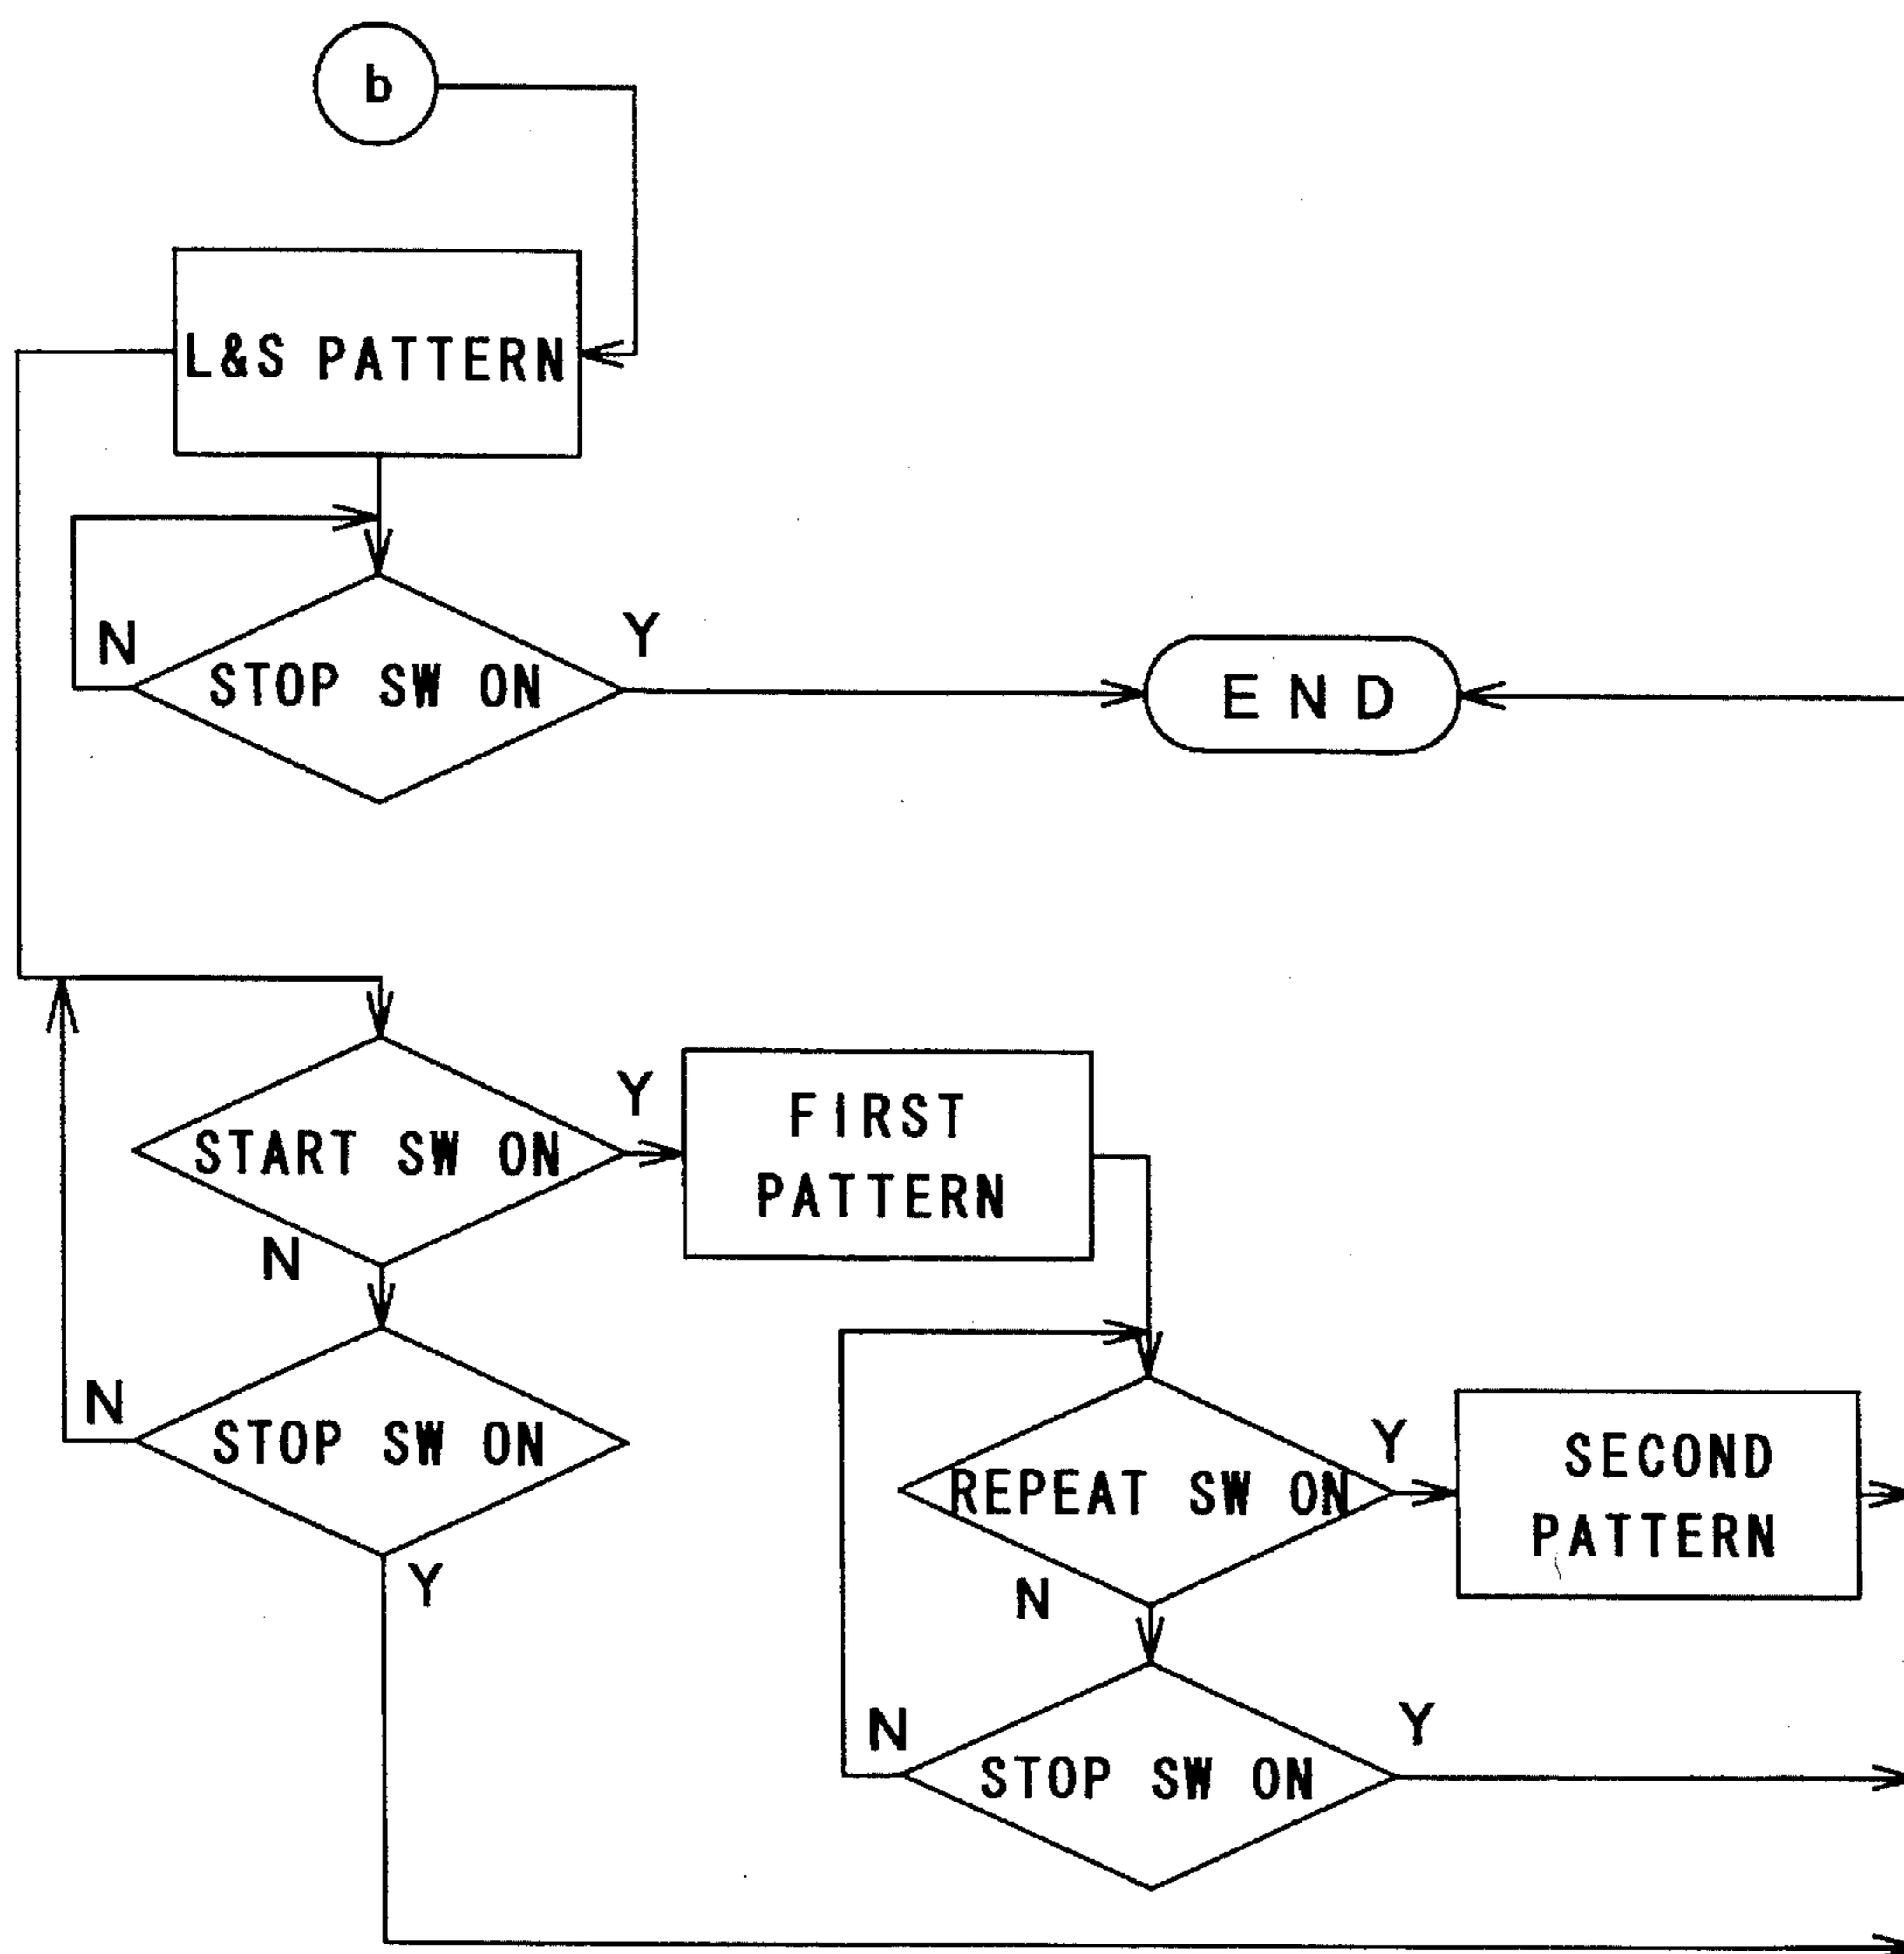 b
L&S PATTERN
N
Y
STOP SW ON
END
START SW ON
Y
FIRST
PATTERN
N
N
STOP SW ON
Y
REPEAT SW ON
Y
SECOND
PATTERN
N
N
STOP SW ON
Y